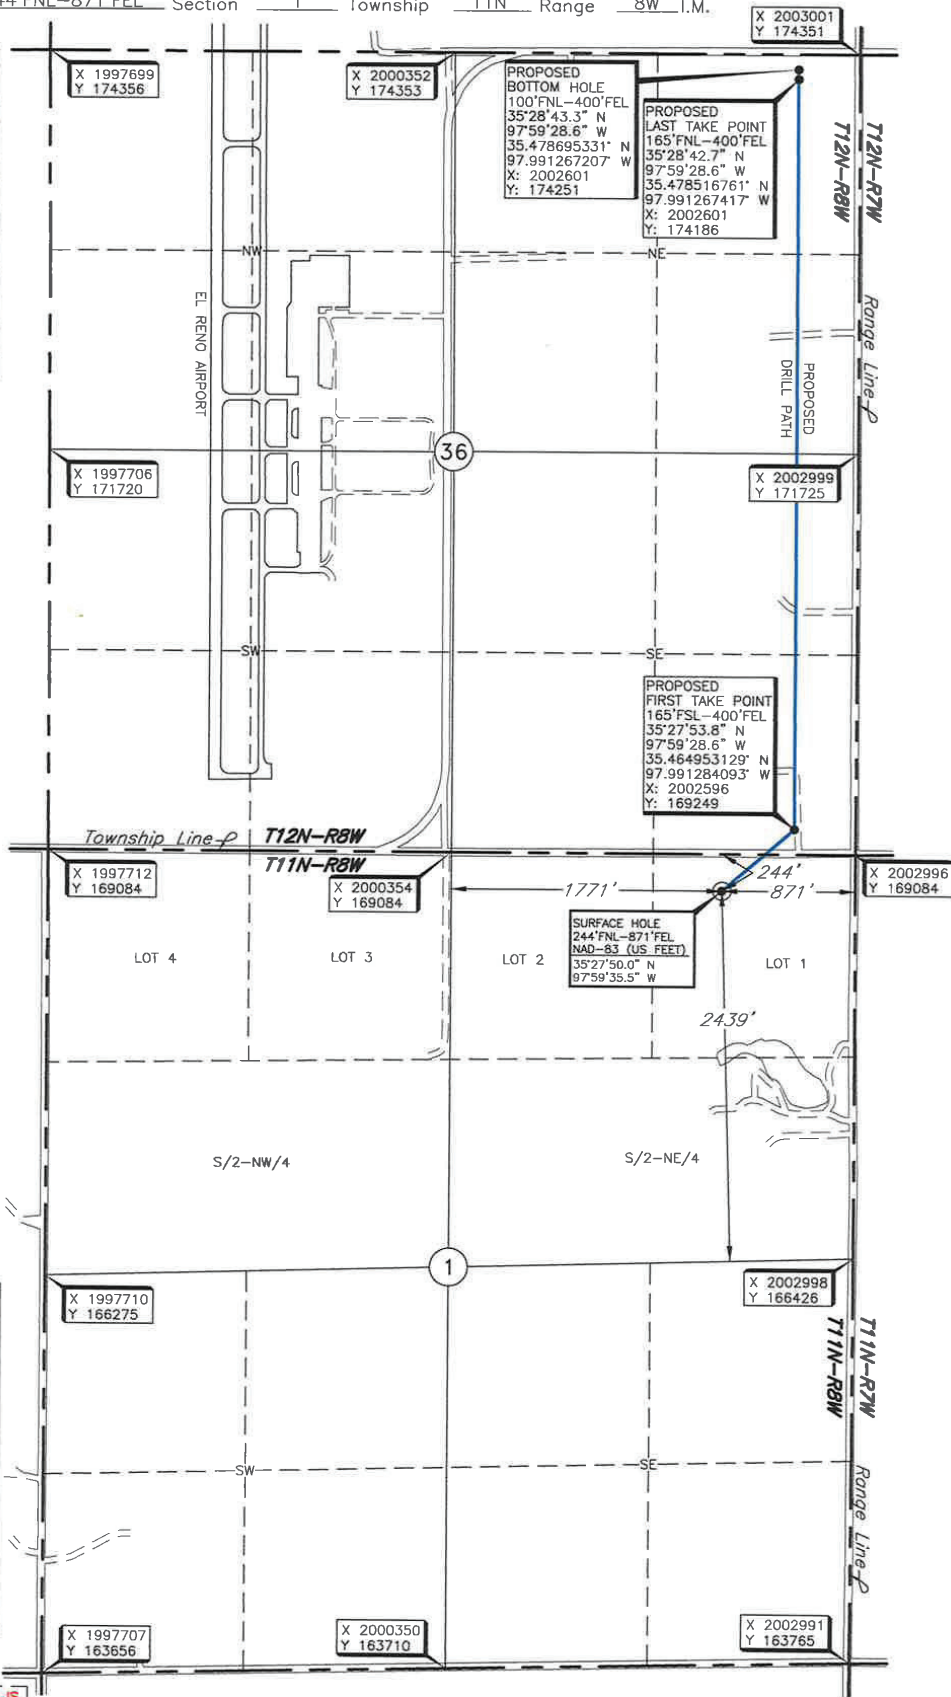 244'FNL-871'FEL Section 1 Township 11N Range 8W I.M.
X 2003001
Y 174351
X 1997699
Y 174356
X 2000352
Y 174353
PROPOSED
BOTTOM HOLE
100'FNL-400'FEL
35°28'43.3" N
97°59'28.6" W
35.478695331° N
97.991267207° W
X: 2002601
Y: 174251
PROPOSED
LAST TAKE POINT
165'FNL-400'FEL
35°28'42.7" N
97°59'28.6" W
35.478516761° N
97.991267417° W
X: 2002601
Y: 174186
T12N-R7W
T12N-R8W
NW
NE
EL RENO AIRPORT
Range Line
PROPOSED
DRILL PATH
36
X 1997706
Y 171720
X 2002999
Y 171725
SW
SE
PROPOSED
FIRST TAKE POINT
165'FSL-400'FEL
35°27'53.8" N
97°59'28.6" W
35.464953129° N
97.991284093° W
X: 2002596
Y: 169249
Township Line
T12N-R8W
T11N-R8W
X 1997712
Y 169084
X 2000354
Y 169084
X 2002996
Y 169084
244'
1771'
871'
SURFACE HOLE
244'FNL-871'FEL
NAD-83 (US FEET)
35°27'50.0" N
97°59'35.5" W
LOT 4
LOT 3
LOT 2
LOT 1
2439'
S/2-NW/4
S/2-NE/4
1
X 1997710
Y 166275
X 2002998
Y 166426
T11N-R7W
T11N-R8W
SW
SE
Range Line
X 1997707
Y 163656
X 2000350
Y 163710
X 2002991
Y 163765